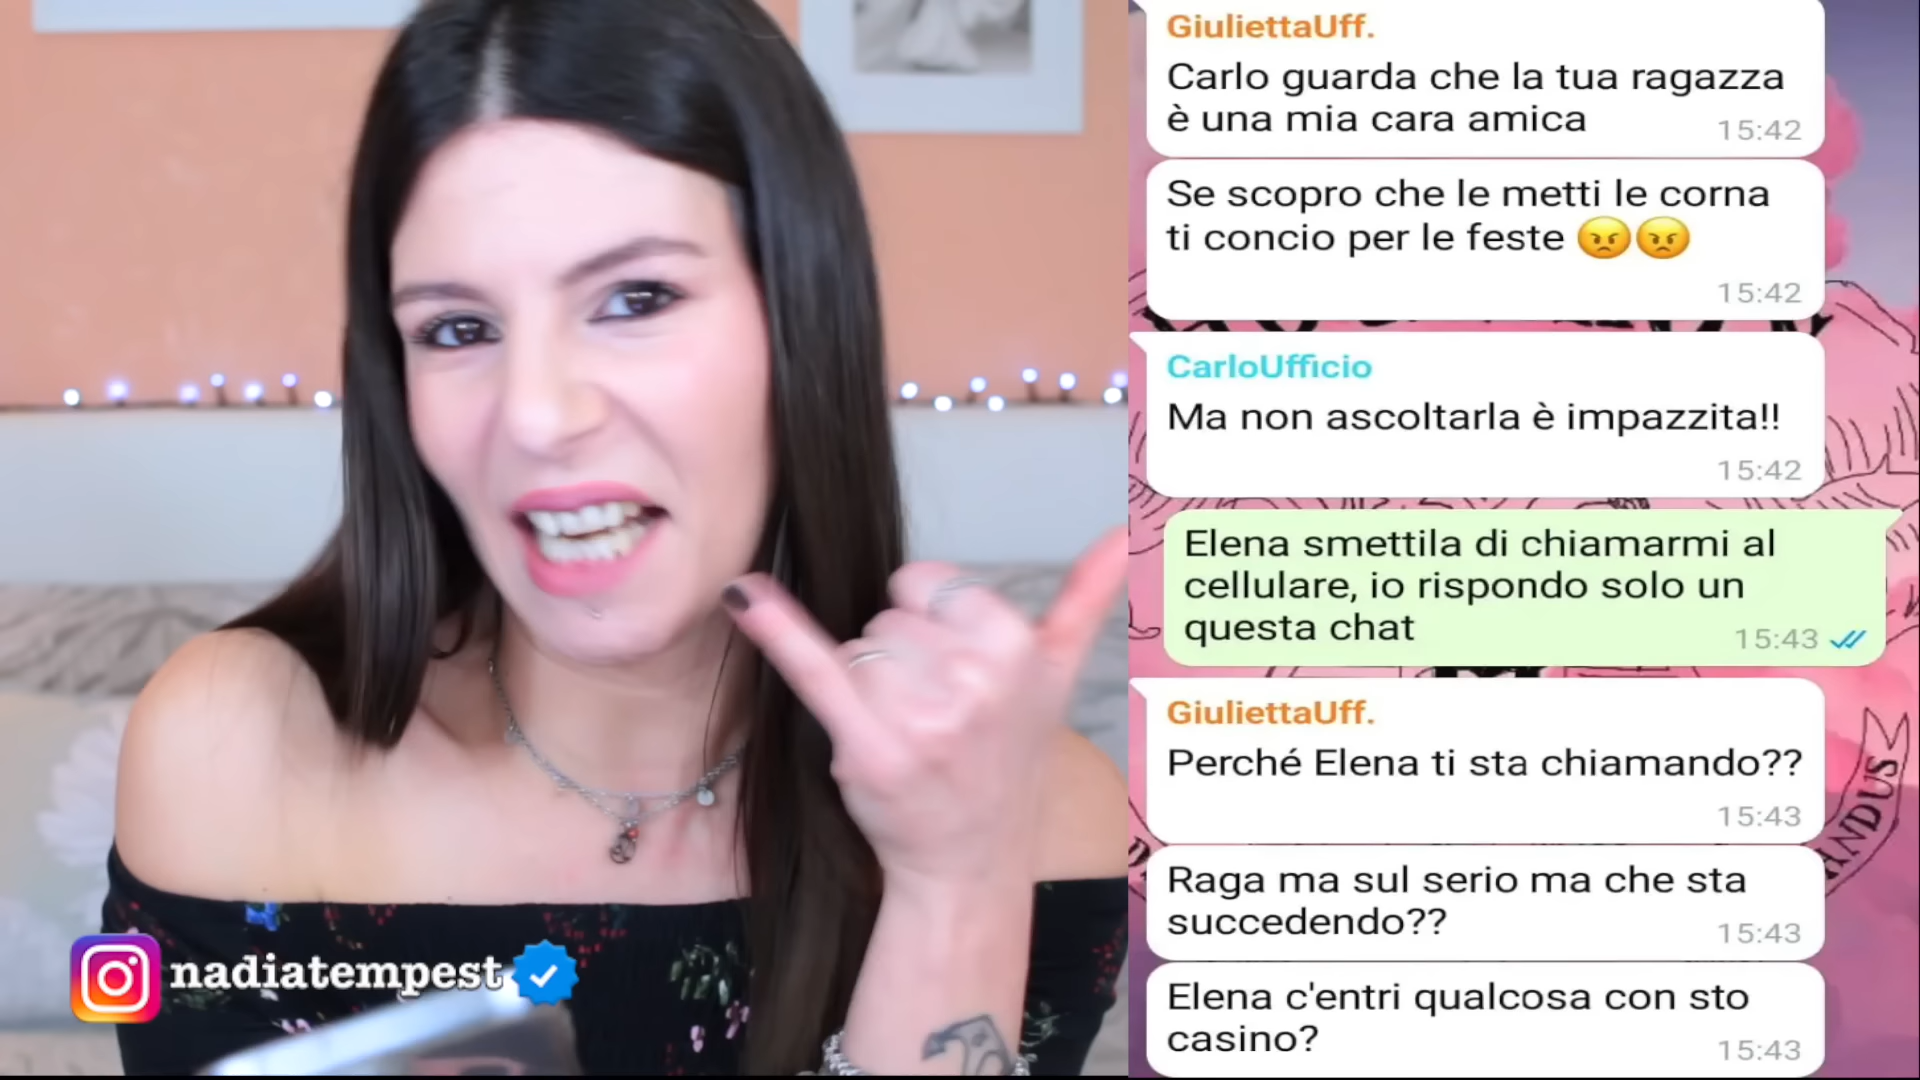 GiuliettaUff.
Carlo guarda che la tua ragazza
è una mia cara amica
15:42
Se scopro che le metti le corna
ti concio per le feste 😠😠
15:42
CarloUfficio
Ma non ascoltarla è impazzita!!
15:42
Elena smettila di chiamarmi al
cellulare, io rispondo solo un
questa chat
15:43
GiuliettaUff.
Perché Elena ti sta chiamando??
15:43
Raga ma sul serio ma che sta
succedendo??
15:43
Elena c'entri qualcosa con sto
casino?
15:43
ANDUS
nadiatempest